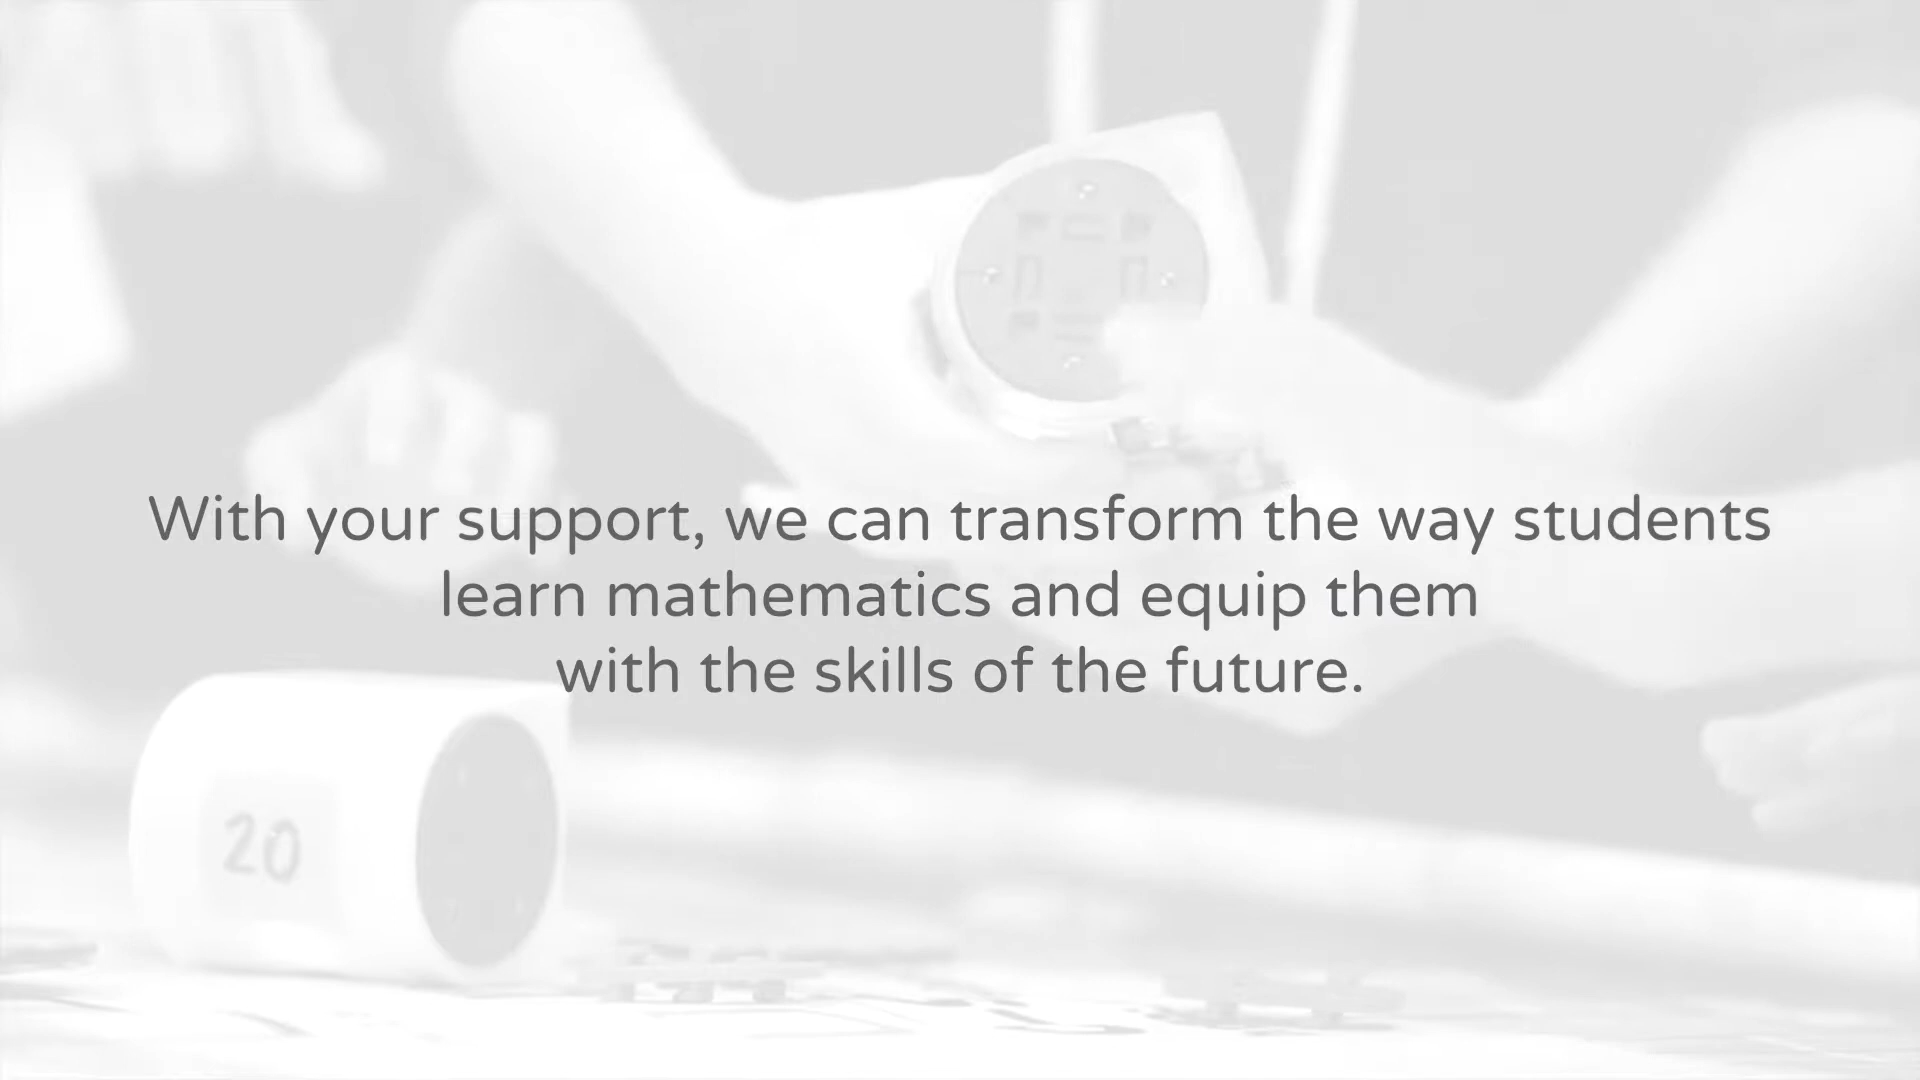 With your support, we can transform the way students
learn mathematics and equip them
with the skills of the future.
20